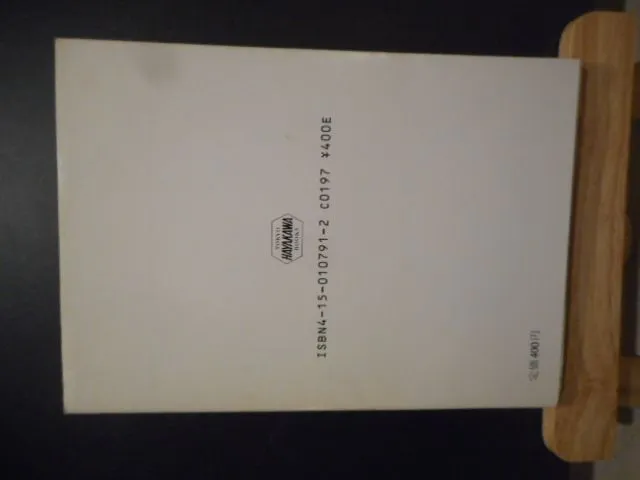 TOKYO
HAYAKAWA
BOOKS
ISBN4-15-010791-2 C0197 ¥400E
定価400円